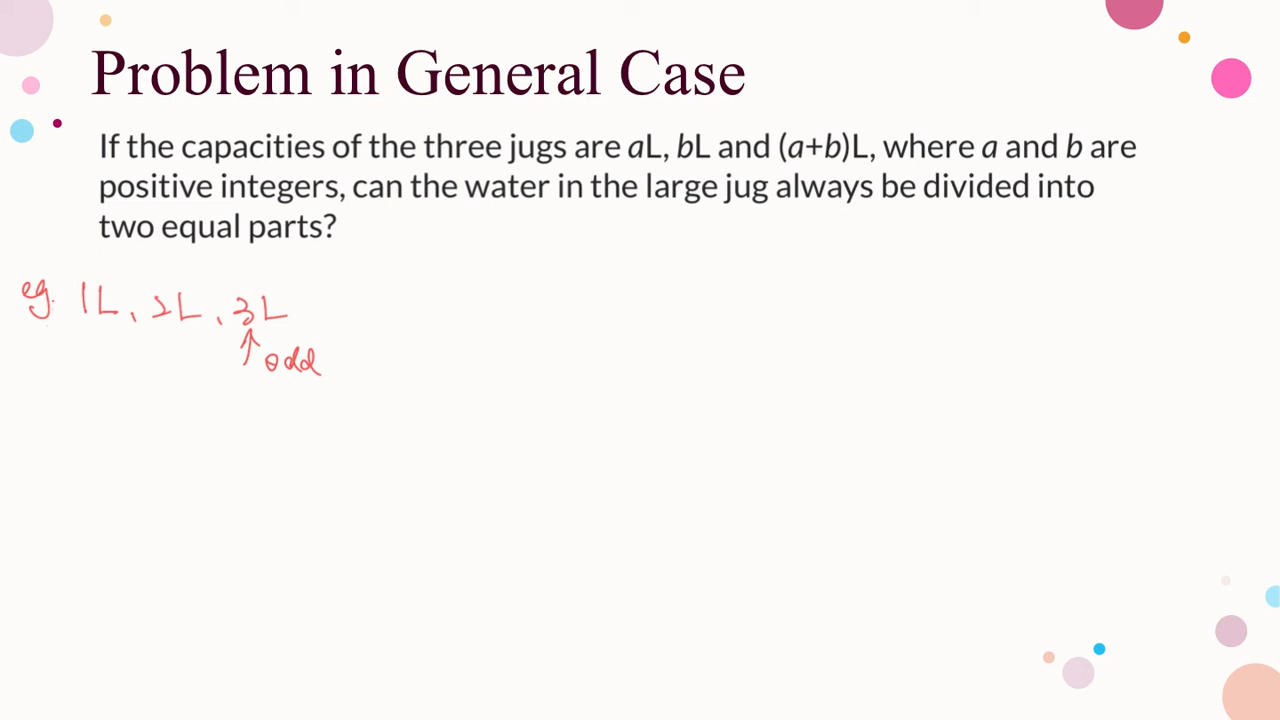 Problem in General Case
If the capacities of the three jugs are aL, bL and (a+b)L, where a and b are
positive integers, can the water in the large jug always be divided into
two equal parts?
eg. 1L, 2L, 3L
odd